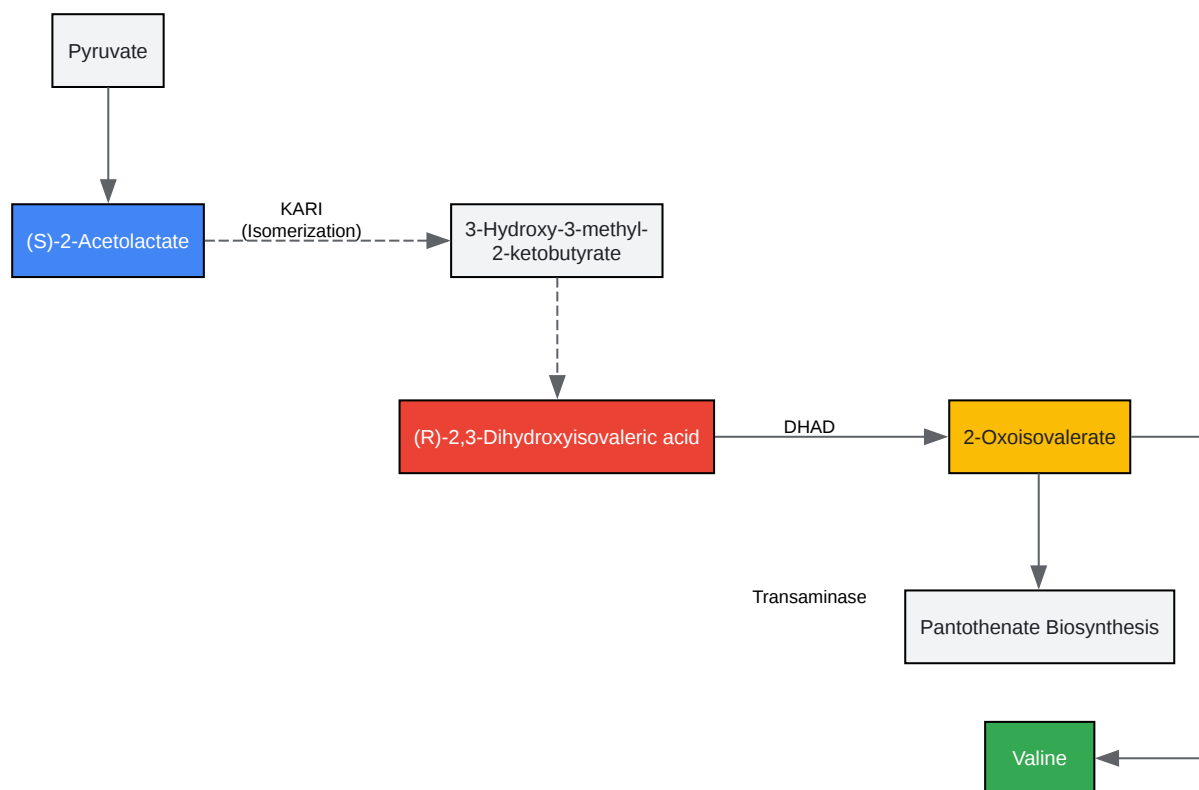 Pyruvate
(S)-2-Acetolactate
KARI
(Isomerization)
3-Hydroxy-3-methyl-
2-ketobutyrate
(R)-2,3-Dihydroxyisovaleric acid
DHAD
2-Oxoisovalerate
Transaminase
Pantothenate Biosynthesis
Valine